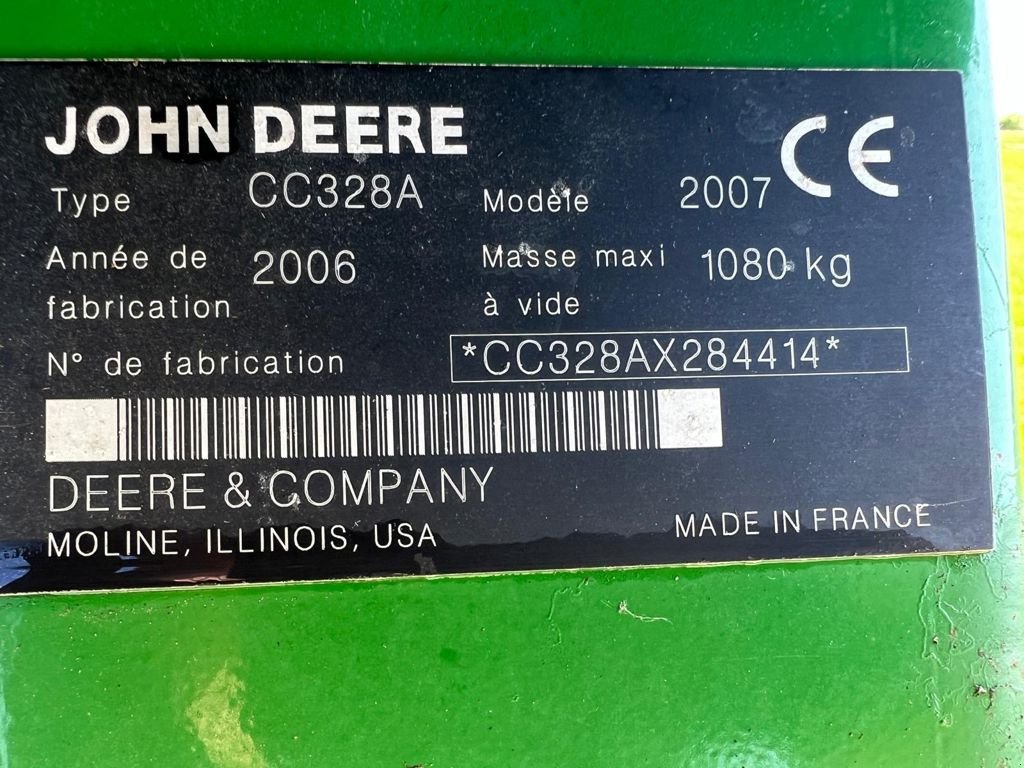 JOHN DEERE CE
Type CC328A Modèle 2007
Année de fabrication 2006 Masse maxi à vide 1080 kg
N° de fabrication *CC328AX284414*
DEERE & COMPANY
MOLINE, ILLINOIS, USA MADE IN FRANCE